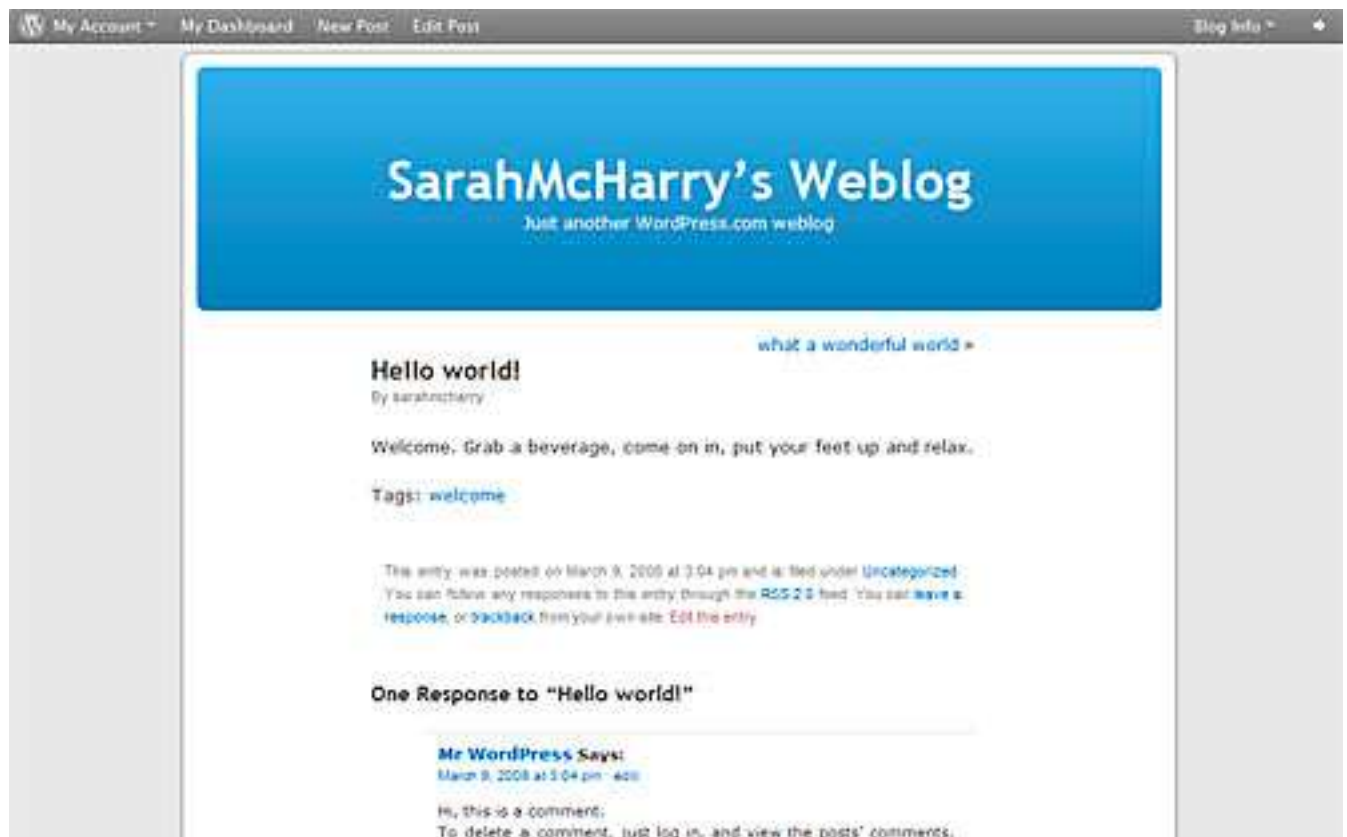 My Account My Dashboard New Post Edit Post Blog Info
SarahMcHarry's Weblog
Just another WordPress.com weblog
what a wonderful world »
Hello world!
By sarahmcharry
Welcome. Grab a beverage, come on in, put your feet up and relax.
Tags: welcome
This entry was posted on March 9, 2008 at 3:04 pm and is filed under Uncategorized
You can follow any responses to this entry through the RSS 2.0 feed. You can leave a
response, or trackback from your own site. Edit this entry
One Response to “Hello world!”
Mr WordPress Says:
March 9, 2008 at 3:04 pm edit
Hi, this is a comment.
To delete a comment, just log in, and view the posts' comments,